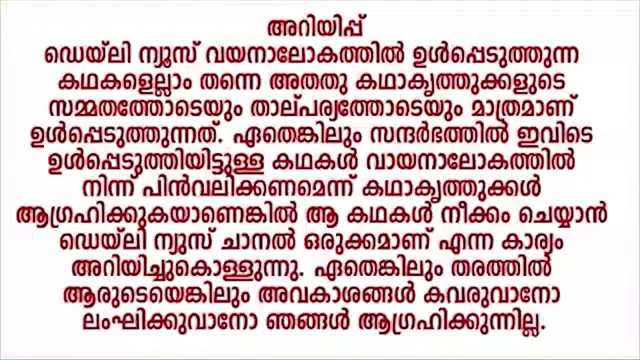 അറിയിപ്പ്
ഡെയ്ലി ന്യൂസ് വയനാലോകത്തിൽ ഉൾപ്പെടുത്തുന്ന
കഥകളെല്ലാം തന്നെ അതതു കഥാകൃത്തുക്കളുടെ
സമ്മതത്തോടെയും താല്പര്യത്തോടെയും മാത്രമാണ്
ഉൾപ്പെടുത്തുന്നത്. ഏതെങ്കിലും സന്ദർഭത്തിൽ ഇവിടെ
ഉൾപ്പെടുത്തിയിട്ടുള്ള കഥകൾ വായനാലോകത്തിൽ
നിന്ന് പിൻവലിക്കണമെന്ന് കഥാകൃത്തുക്കൾ
ആഗ്രഹിക്കുകയാണെങ്കിൽ ആ കഥകൾ നീക്കം ചെയ്യാൻ
ഡെയ്ലി ന്യുസ് ചാനൽ ഒരുക്കമാണ് എന്ന കാര്യം
അറിയിച്ചുകൊള്ളുന്നു. ഏതെങ്കിലും തരത്തിൽ
ആരുടെയെങ്കിലും അവകാശങ്ങൾ കവരുവാനോ
ലംഘിക്കുവാനോ ഞങ്ങൾ ആഗ്രഹിക്കുന്നില്ല.